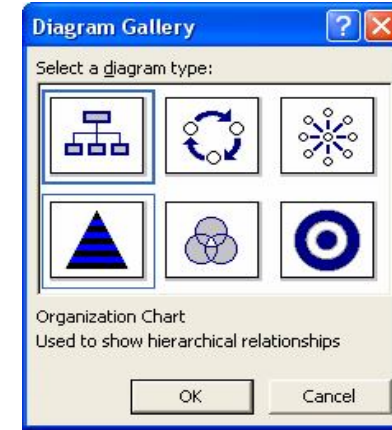 Diagram Gallery
Select a diagram type:
Organization Chart
Used to show hierarchical relationships
OK Cancel